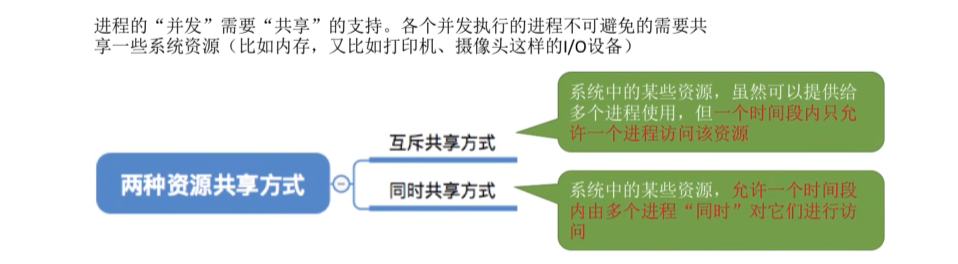 进程的“并发”需要“共享”的支持。各个并发执行的进程不可避免的需要共
享一些系统资源（比如内存，又比如打印机、摄像头这样的I/O设备）
系统中的某些资源，虽然可以提供给
多个进程使用，但一个时间段内只允
许一个进程访问该资源
互斥共享方式
两种资源共享方式
同时共享方式
系统中的某些资源，允许一个时间段
内由多个进程“同时”对它们进行访
问